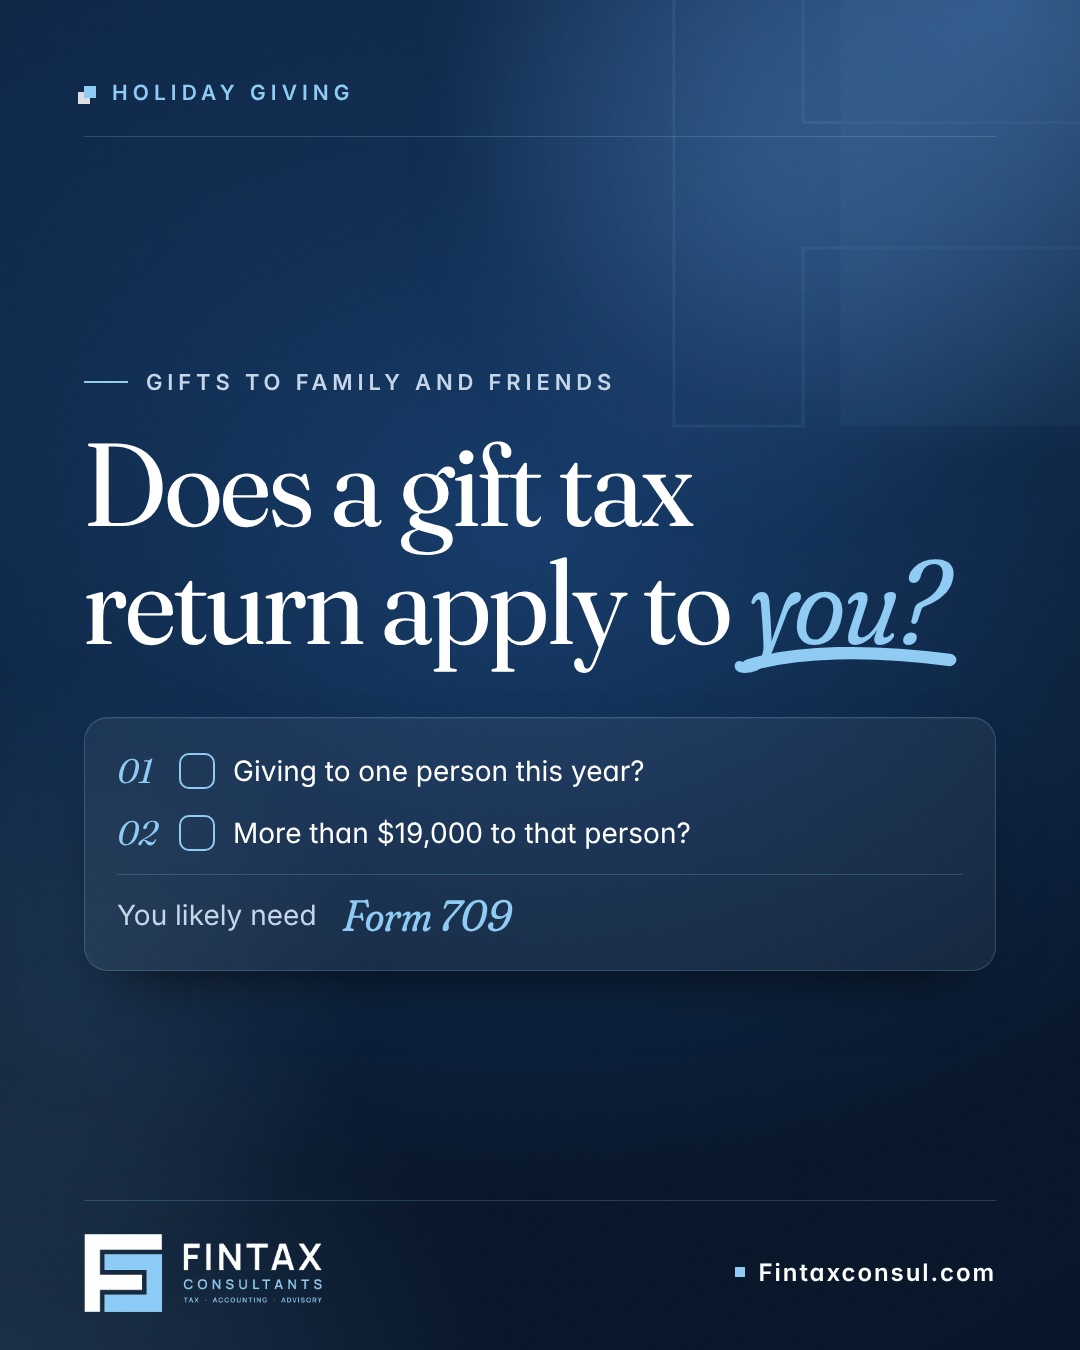 HOLIDAY GIVING
GIFTS TO FAMILY AND FRIENDS
Does a gift tax
return apply to you?
01 Giving to one person this year?
02 More than $19,000 to that person?
You likely need Form 709
FINTAX
CONSULTANTS
TAX · ACCOUNTING · ADVISORY
Fintaxconsul.com